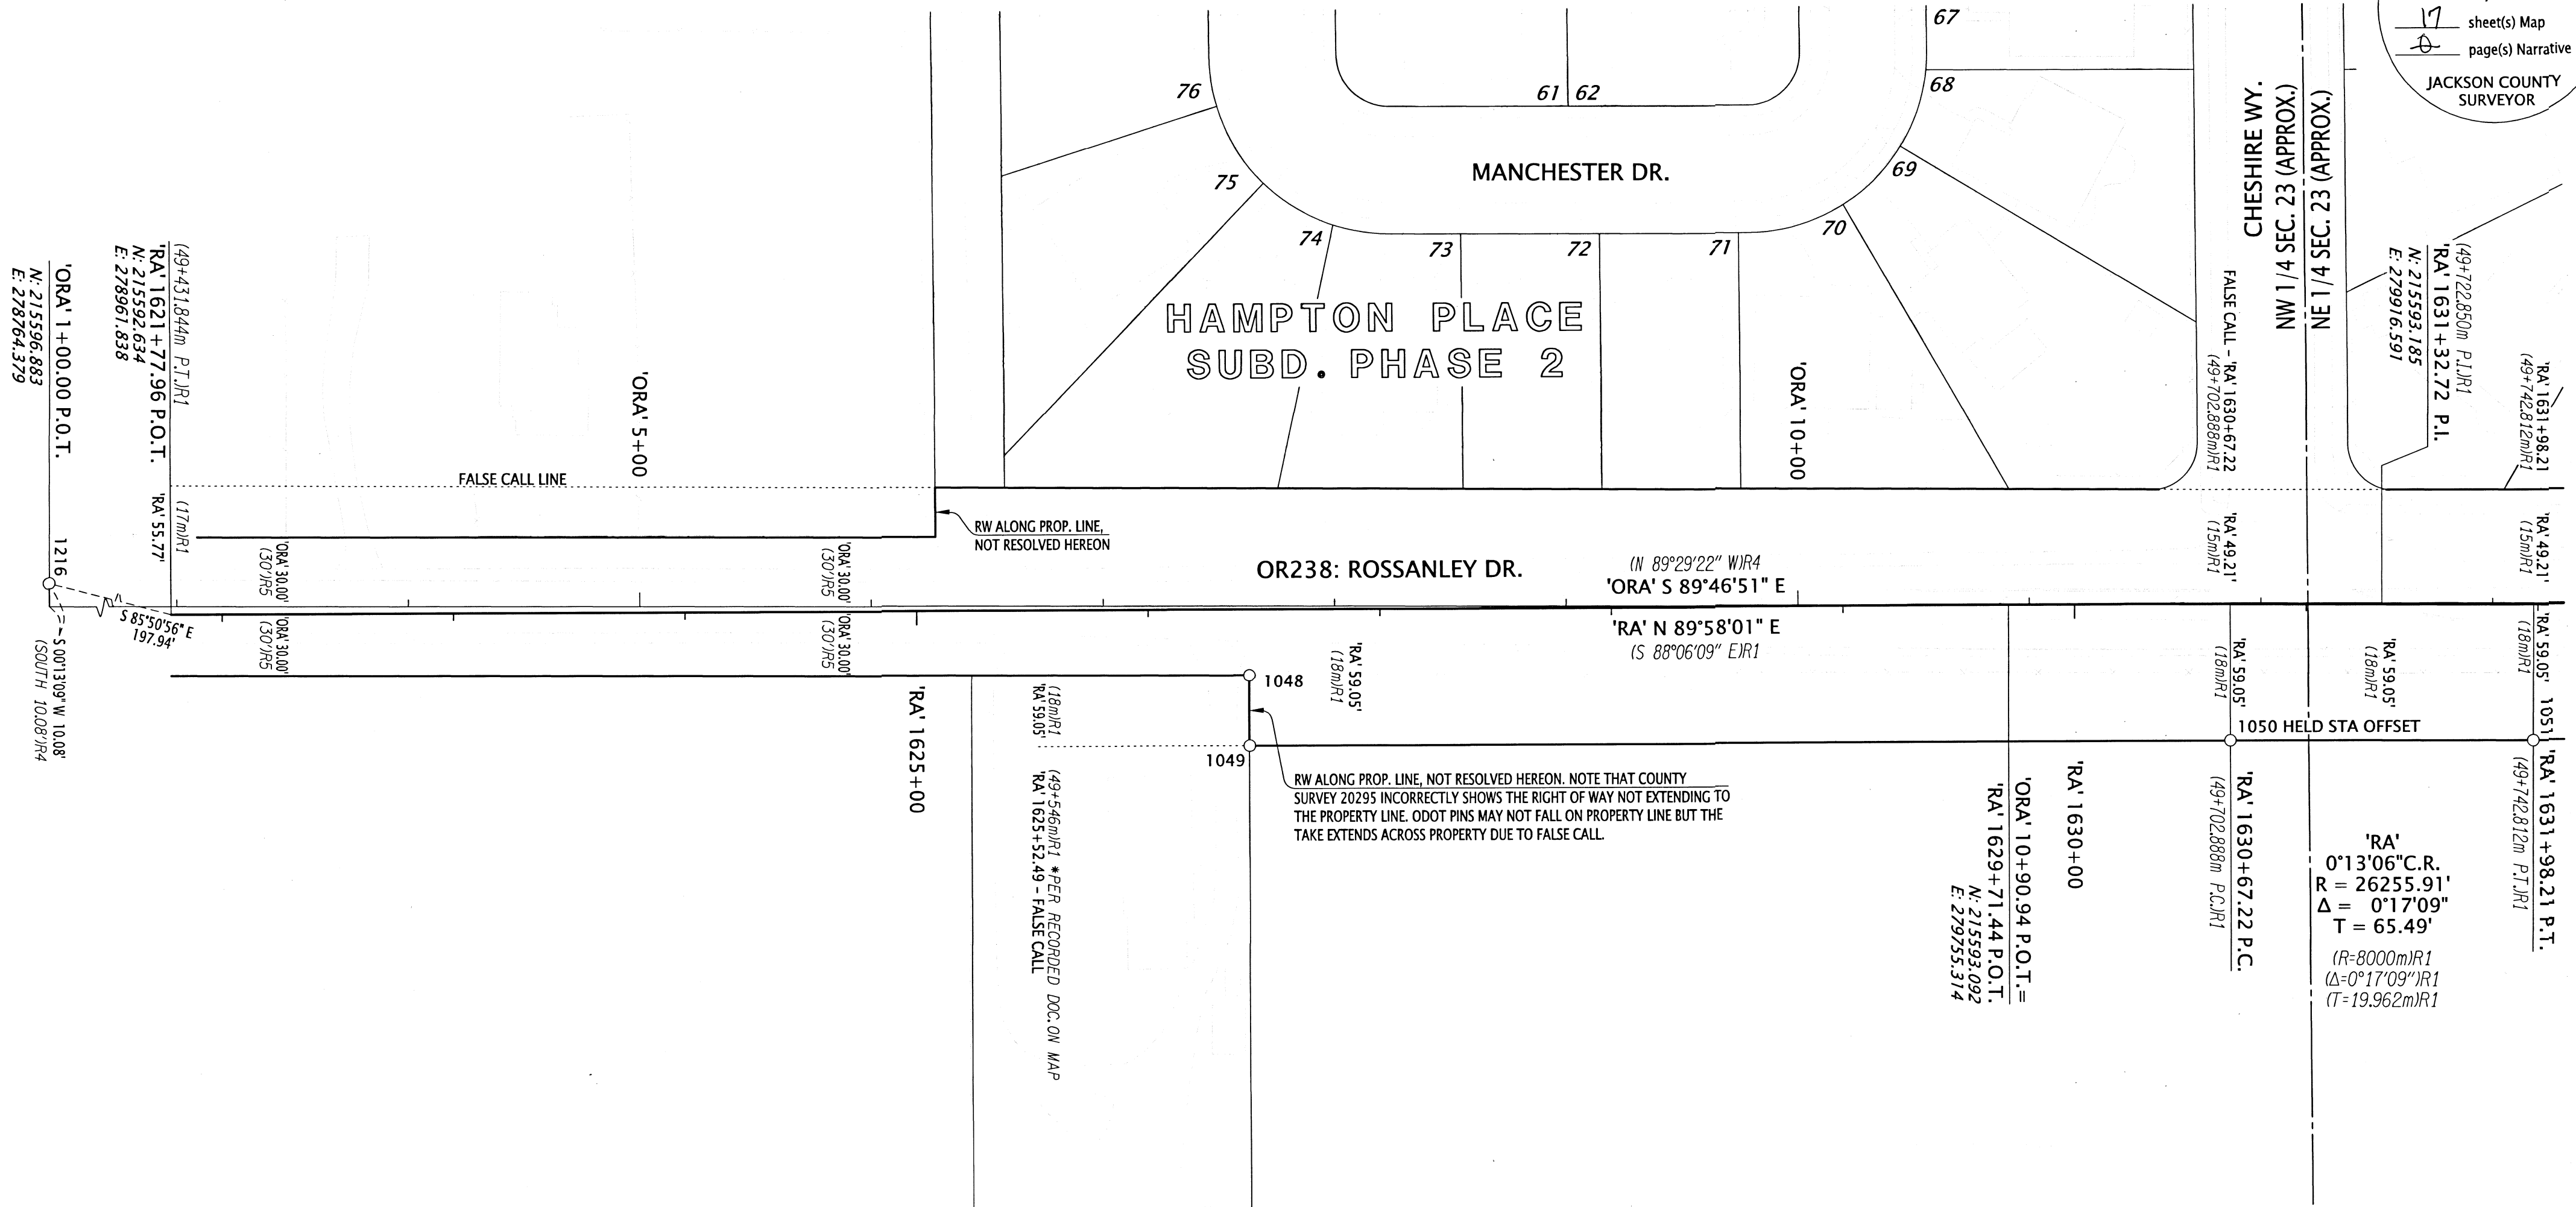 17 sheet(s) Map
0 page(s) Narrative
JACKSON COUNTY
SURVEYOR
67
68
69
70
71
72
73
74
75
76
61 62
MANCHESTER DR.
HAMPTON PLACE
SUBD. PHASE 2
CHESHIRE WY.
NW 1/4 SEC. 23 (APPROX.)
NE 1/4 SEC. 23 (APPROX.)
'ORA' 1+00.00 P.O.T.
N: 215596.883
E: 278764.379
(49+431.844m P.T.)R1
'RA' 1621+77.96 P.O.T.
N: 215592.634
E: 278961.838
'ORA' 5+00
'ORA' 10+00
FALSE CALL - 'RA' 1630+67.22
(49+702.888m)R1
(49+722.850m P.I.)R1
'RA' 1631+32.72 P.I.
N: 215593.185
E: 279916.591
'RA' 1631+98.21
(49+742.812m)R1
FALSE CALL LINE
(17m)R1
'RA' 55.77'
1216
'ORA' 30.00'
(30')R5
'ORA' 30.00'
(30')R5
RW ALONG PROP. LINE,
NOT RESOLVED HEREON
OR238: ROSSANLEY DR.
(N 89°29'22" W)R4
'ORA' S 89°46'51" E
'RA' 49.21'
(15m)R1
'RA' 49.21'
(15m)R1
S 85°50'56" E
197.94'
S 00°13'09" W 10.08'
(SOUTH 10.08')R4
'ORA' 30.00'
(30')R5
'ORA' 30.00'
(30')R5
'RA' N 89°58'01" E
(S 88°06'09" E)R1
'RA' 59.05'
(18m)R1
'RA' 59.05'
(18m)R1
'RA' 59.05'
(18m)R1
'RA' 59.05'
(18m)R1
1048
(18m)R1
'RA' 59.05'
1049
1050 HELD STA OFFSET
1051
'RA' 1625+00
(49+546m)R1 *PER RECORDED DOC. ON MAP
'RA' 1625+52.49 - FALSE CALL
RW ALONG PROP. LINE, NOT RESOLVED HEREON. NOTE THAT COUNTY
SURVEY 20295 INCORRECTLY SHOWS THE RIGHT OF WAY NOT EXTENDING TO
THE PROPERTY LINE. ODOT PINS MAY NOT FALL ON PROPERTY LINE BUT THE
TAKE EXTENDS ACROSS PROPERTY DUE TO FALSE CALL.
'ORA' 10+90.94 P.O.T.=
'RA' 1629+71.44 P.O.T.
N: 215593.092
E: 279755.314
'RA' 1630+00
'RA' 1630+67.22 P.C.
(49+702.888m P.C.)R1
'RA' 1631+98.21 P.T.
(49+742.812m P.T.)R1
'RA'
0°13'06"C.R.
R = 26255.91'
Δ = 0°17'09"
T = 65.49'
(R=8000m)R1
(Δ=0°17'09")R1
(T=19.962m)R1